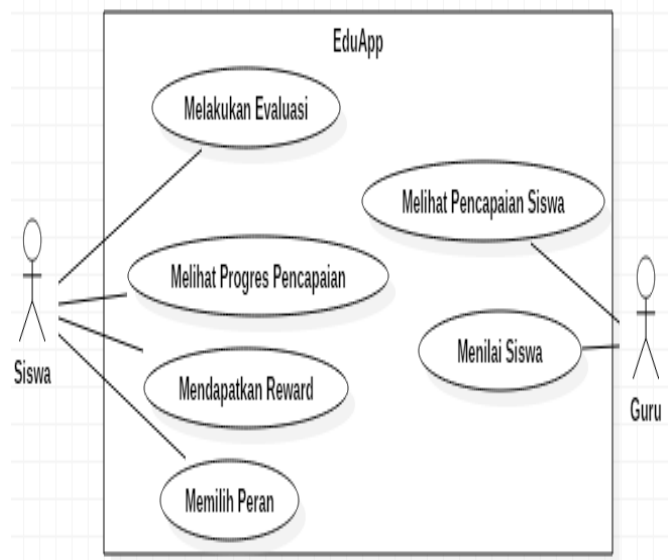 EduApp
Melakukan Evaluasi
Melihat Pencapaian Siswa
Melihat Progres Pencapaian
Menilai Siswa
Siswa
Mendapatkan Reward
Guru
Memilih Peran